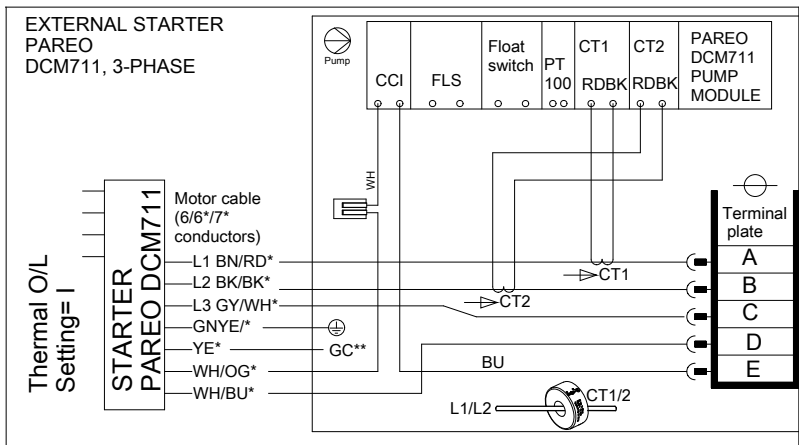 EXTERNAL STARTER
PAREO
DCM711, 3-PHASE
Pump
CCI
FLS
Float
switch
PT
100
CT1
RDBK
CT2
RDBK
PAREO
DCM711
PUMP
MODULE
WH
Thermal O/L
Setting= I
STARTER
PAREO DCM711
Motor cable
(6/6*/7*
conductors)
L1 BN/RD*
L2 BK/BK*
L3 GY/WH*
GNYE/*
YE*
GC**
WH/OG*
WH/BU*
CT1
CT2
BU
L1/L2
CT1/2
Terminal
plate
A
B
C
D
E